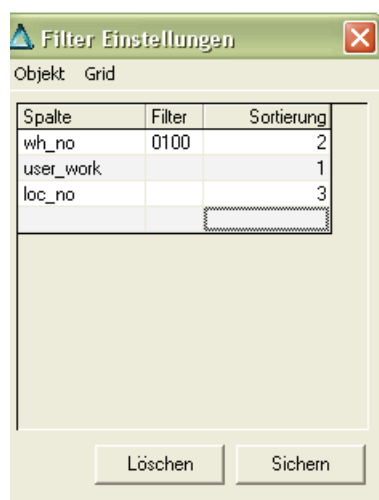 Filter Einstellungen
Objekt Grid
Spalte Filter Sortierung
wh_no 0100 2
user_work 1
loc_no 3
Löschen Sichern